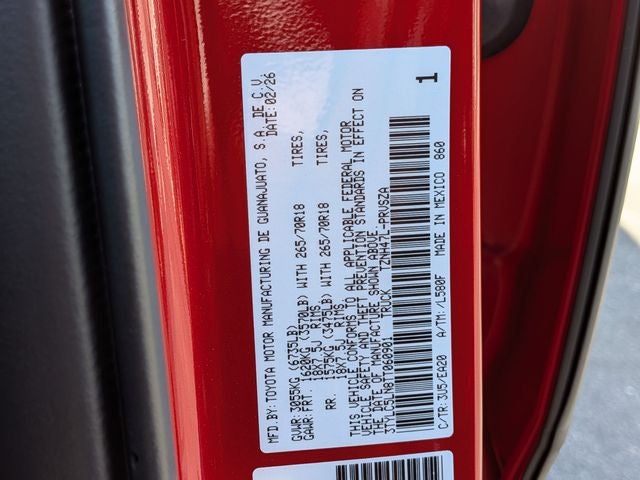 MFD. BY: TOYOTA MOTOR MANUFACTURING DE GUANAJUATO, S.A. DE C.V.
DATE: 02/26
GVWR: 3055KG (6735LB)
GAWR: FRT. 1620KG (3570LB) WITH 265/70R18 TIRES,
18X7.5J RIMS
RR. 1575KG (3475LB) WITH 265/70R18 TIRES,
18X7.5J RIMS
THIS VEHICLE CONFORMS TO ALL APPLICABLE FEDERAL MOTOR
VEHICLE SAFETY AND THEFT PREVENTION STANDARDS IN EFFECT ON
THE DATE OF MANUFACTURE SHOWN ABOVE.
3TYLC5LN8TT060901 TRUCK TZNH47L-PRVSZA
C/TR: 3U5/EA20 A/TM: /L580F MADE IN MEXICO 860
1